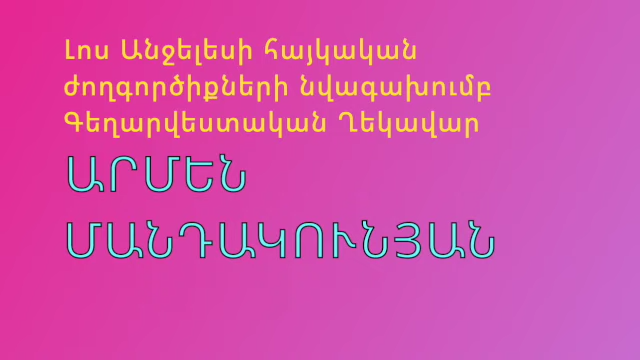 Լոս Անջելեսի հայկական
ժողգործիքների նվագախումբ
Գեղարվեստական Ղեկավար
ԱՐՄԵՆ
ՄԱՆԴԱԿՈՒՆՅԱՆ